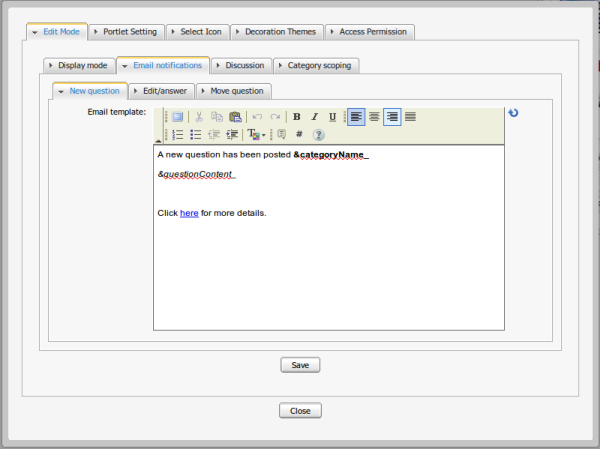 Edit Mode Portlet Setting Select Icon Decoration Themes Access Permission
Display mode Email notifications Discussion Category scoping
New question Edit/answer Move question
Email template:
B I U
T #  ?
A new question has been posted &categoryName_
&questionContent_
Click here for more details.
Save
Close